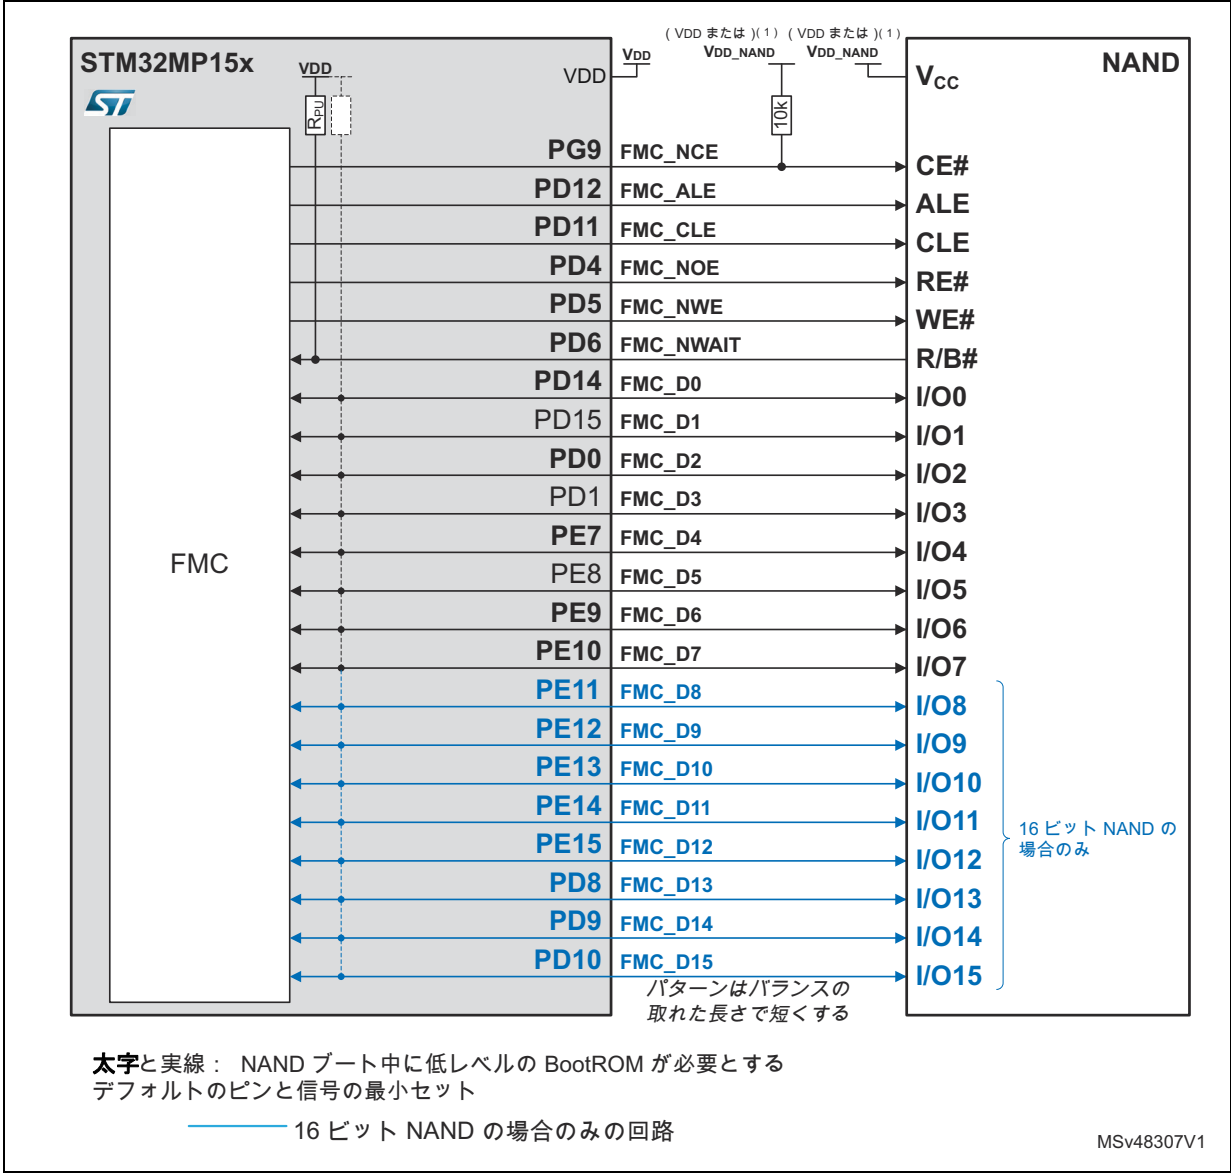 ( VDD または )(1) ( VDD または )(1)
STM32MP15x VDD VDD VDD VDD_NAND VDD_NAND VCC NAND
ST
RPU 10k
PG9 FMC_NCE CE#
PD12 FMC_ALE ALE
PD11 FMC_CLE CLE
PD4 FMC_NOE RE#
PD5 FMC_NWE WE#
PD6 FMC_NWAIT R/B#
PD14 FMC_D0 I/O0
PD15 FMC_D1 I/O1
PD0 FMC_D2 I/O2
PD1 FMC_D3 I/O3
PE7 FMC_D4 I/O4
FMC
PE8 FMC_D5 I/O5
PE9 FMC_D6 I/O6
PE10 FMC_D7 I/O7
PE11 FMC_D8 I/O8
PE12 FMC_D9 I/O9
PE13 FMC_D10 I/O10
PE14 FMC_D11 I/O11
16 ビット NAND の
場合のみ
PE15 FMC_D12 I/O12
PD8 FMC_D13 I/O13
PD9 FMC_D14 I/O14
PD10 FMC_D15 I/O15
パターンはバランスの
取れた長さで短くする
太字と実線： NAND ブート中に低レベルの BootROM が必要とする
デフォルトのピンと信号の最小セット
16 ビット NAND の場合のみの回路
MSv48307V1